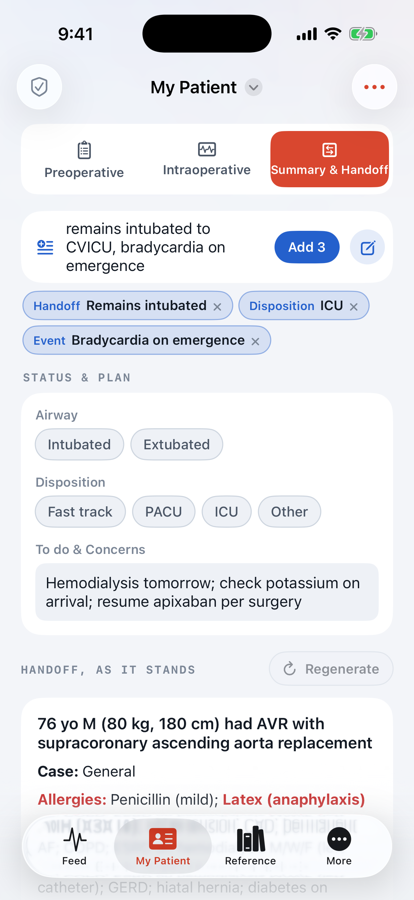 9:41
My Patient
Preoperative
Intraoperative
Summary & Handoff
remains intubated to
CVICU, bradycardia on
emergence
Add 3
Handoff Remains intubated ×
Disposition ICU ×
Event Bradycardia on emergence ×
STATUS & PLAN
Airway
Intubated
Extubated
Disposition
Fast track
PACU
ICU
Other
To do & Concerns
Hemodialysis tomorrow; check potassium on
arrival; resume apixaban per surgery
HANDOFF, AS IT STANDS
Regenerate
76 yo M (80 kg, 180 cm) had AVR with
supracoronary ascending aorta replacement
Case: General
Allergies: Penicillin (mild); Latex (anaphylaxis)
Feed
My Patient
Reference
More
catheter); GERD; hiatal hernia; diabetes on